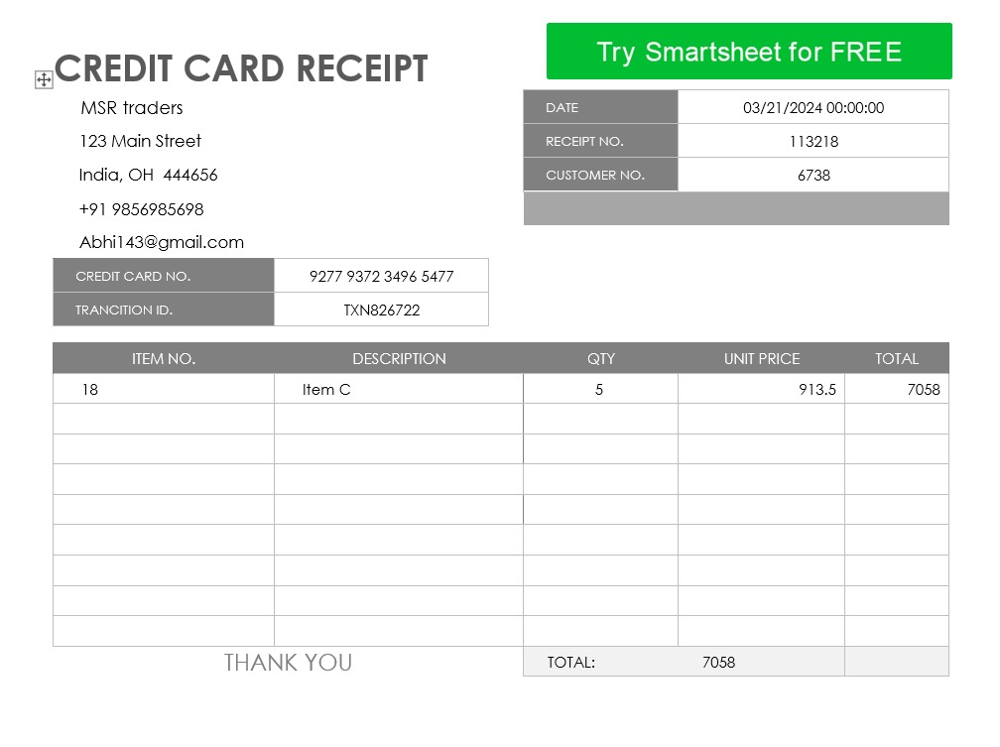 Try Smartsheet for FREE
CREDIT CARD RECEIPT
MSR traders
123 Main Street
India, OH  444656
+91 9856985698
Abhi143@gmail.com
DATE 03/21/2024 00:00:00
RECEIPT NO. 113218
CUSTOMER NO. 6738
CREDIT CARD NO. 9277 9372 3496 5477
TRANCITION ID. TXN826722
ITEM NO. DESCRIPTION QTY UNIT PRICE TOTAL
18 Item C 5 913.5 7058
THANK YOU TOTAL: 7058